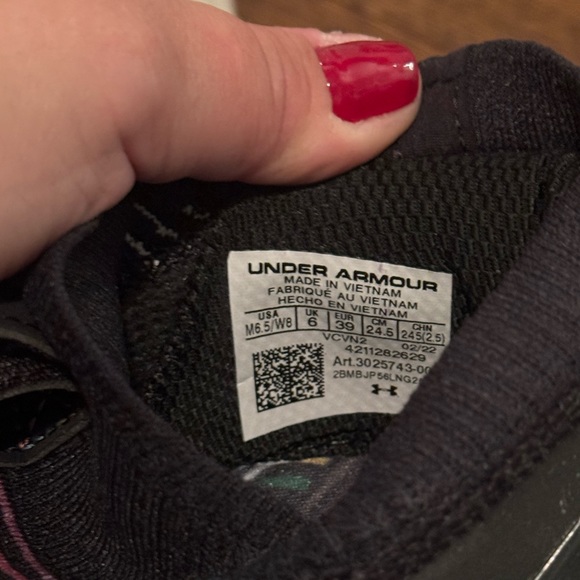 UNDER ARMOUR
MADE IN VIETNAM
FABRIQUÉ AU VIETNAM
HECHO EN VIETNAM
USA UK EUR CM CHN
M6.5/W8 6 39 24.5 245(2.5)
VCVN2 02/22
4211282629
Art.3025743-00
2BMBJP56LNG2